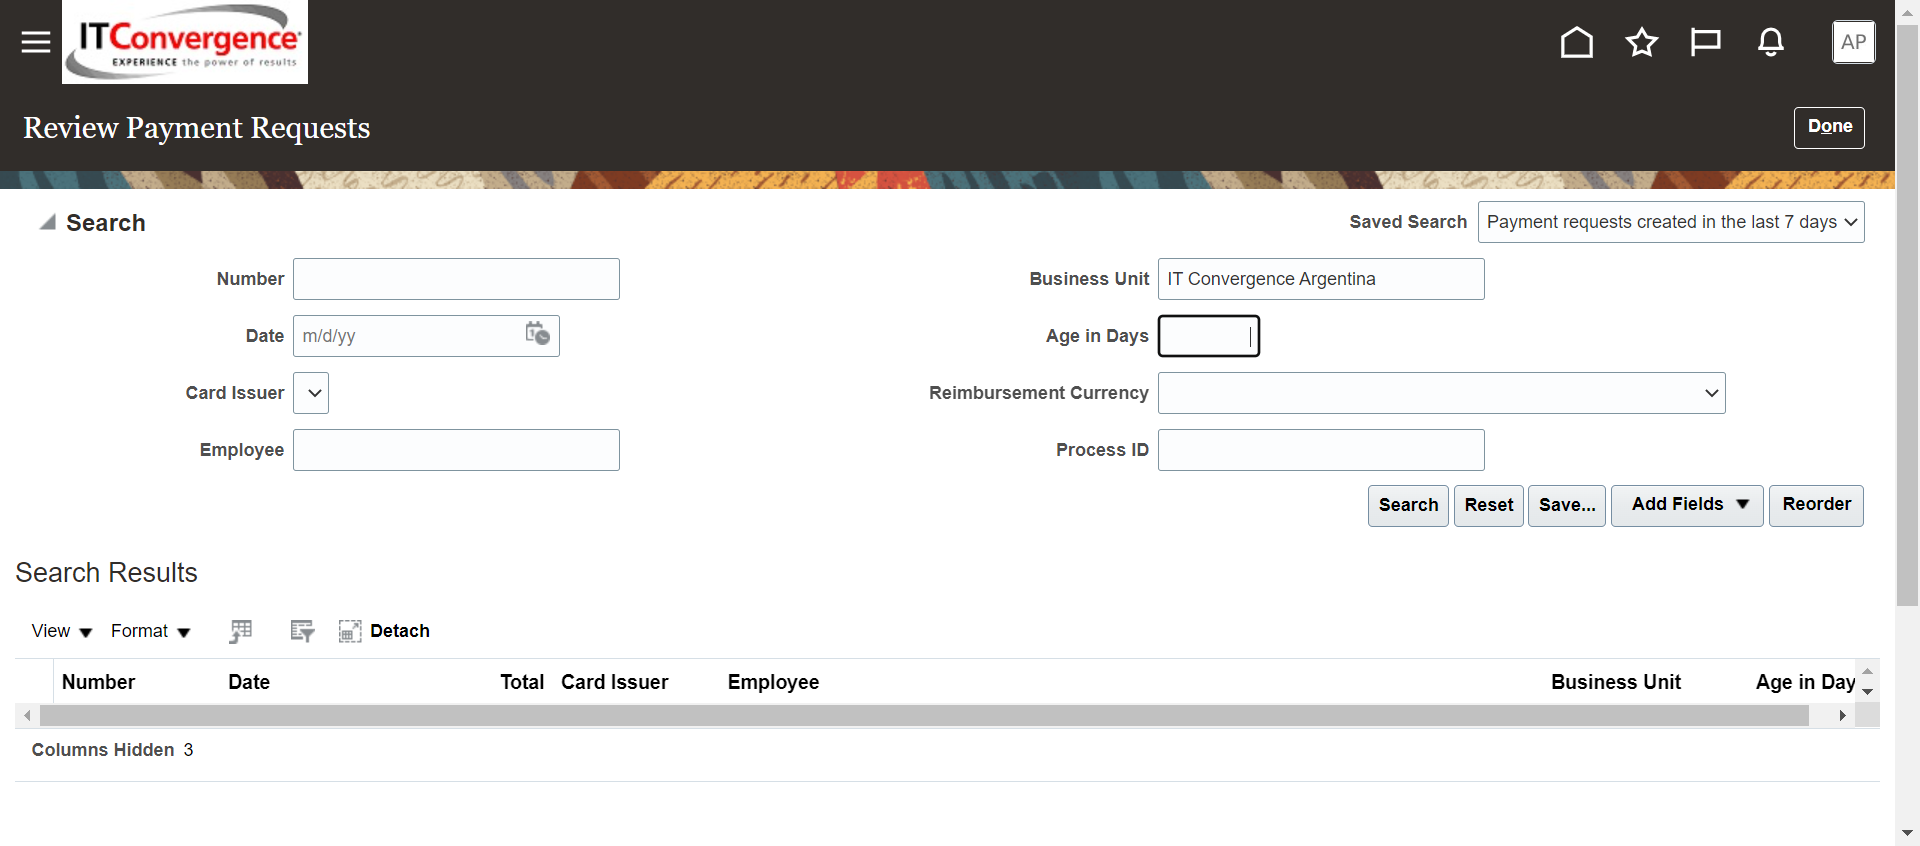 ITConvergence
EXPERIENCE the power of results
AP
Review Payment Requests
Done
Search
Saved Search Payment requests created in the last 7 days
Number
Business Unit IT Convergence Argentina
Date m/d/yy
Age in Days
Card Issuer
Reimbursement Currency
Employee
Process ID
Search Reset Save... Add Fields Reorder
Search Results
View Format Detach
Number Date Total Card Issuer Employee Business Unit Age in Day
Columns Hidden 3